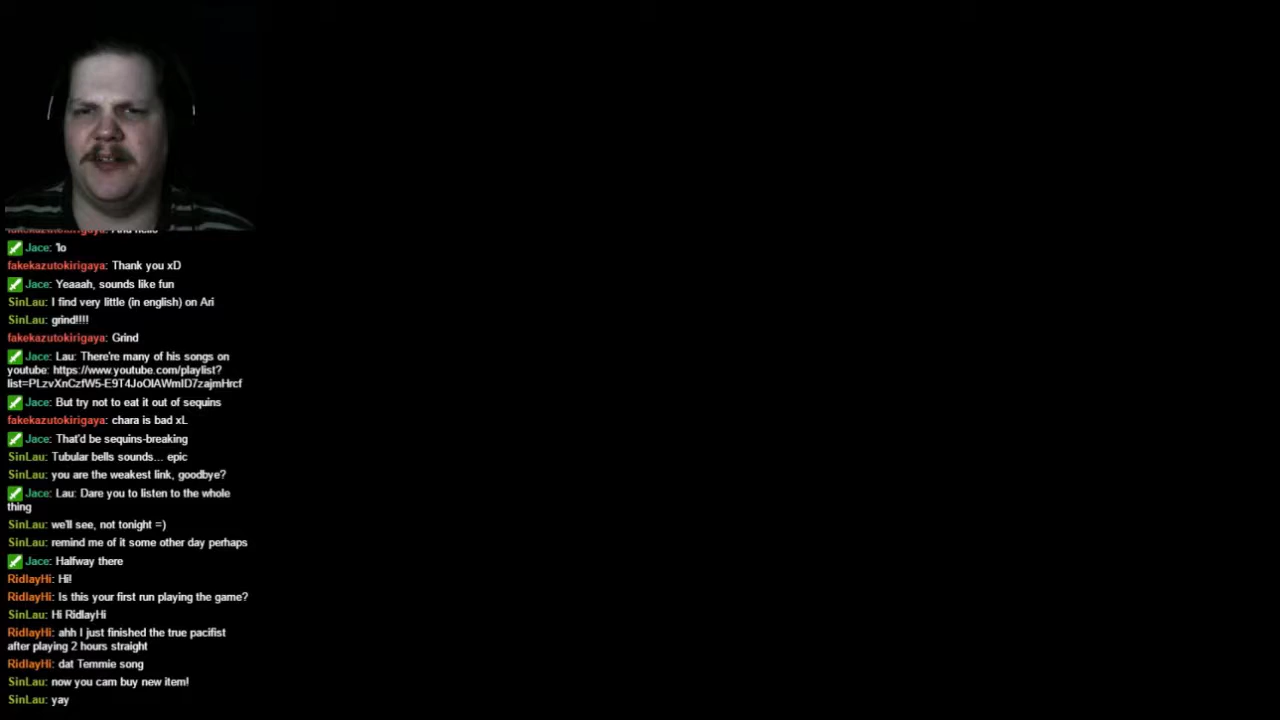 Jace: 'lo
fakekazutokirigaya: Thank you xD
Jace: Yeaaah, sounds like fun
SinLau: I find very little (in english) on Ari
SinLau: grind!!!!
fakekazutokirigaya: Grind
Jace: Lau: There're many of his songs on
youtube: https://www.youtube.com/playlist?
list=PLzvXnCzfW5-E9T4JoOlAWmID7zajmHrcf
Jace: But try not to eat it out of sequins
fakekazutokirigaya: chara is bad xL
Jace: That'd be sequins-breaking
SinLau: Tubular bells sounds... epic
SinLau: you are the weakest link, goodbye?
Jace: Lau: Dare you to listen to the whole
thing
SinLau: we'll see, not tonight =)
SinLau: remind me of it some other day perhaps
Jace: Halfway there
RidlayHi: Hi!
RidlayHi: Is this your first run playing the game?
SinLau: Hi RidlayHi
RidlayHi: ahh I just finished the true pacifist
after playing 2 hours straight
RidlayHi: dat Temmie song
SinLau: now you cam buy new item!
SinLau: yay